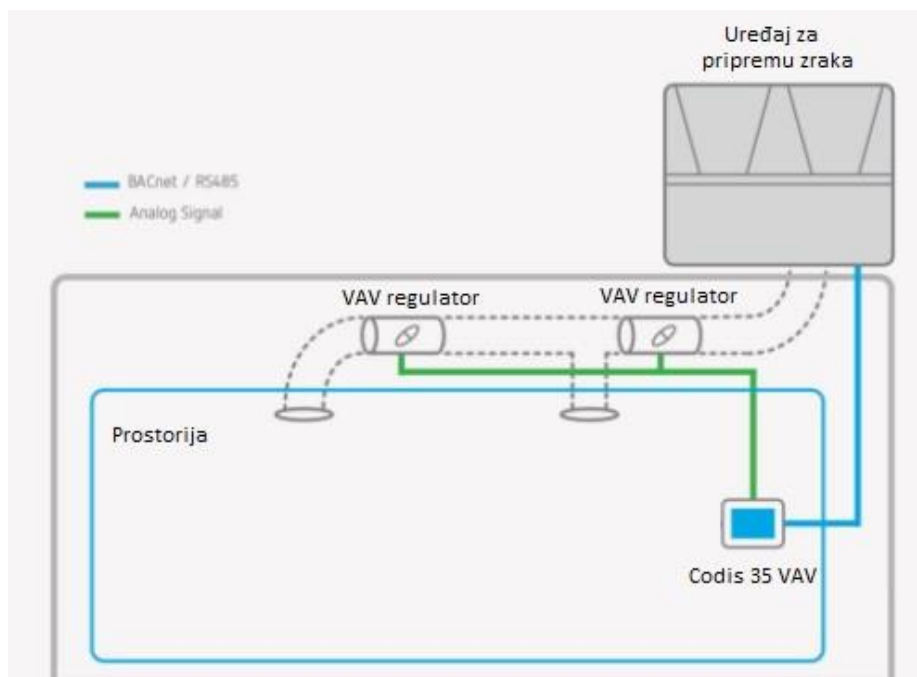 Uređaj za
pripremu zraka
BACnet / RS485
Analog Signal
VAV regulator
VAV regulator
Prostorija
Codis 35 VAV